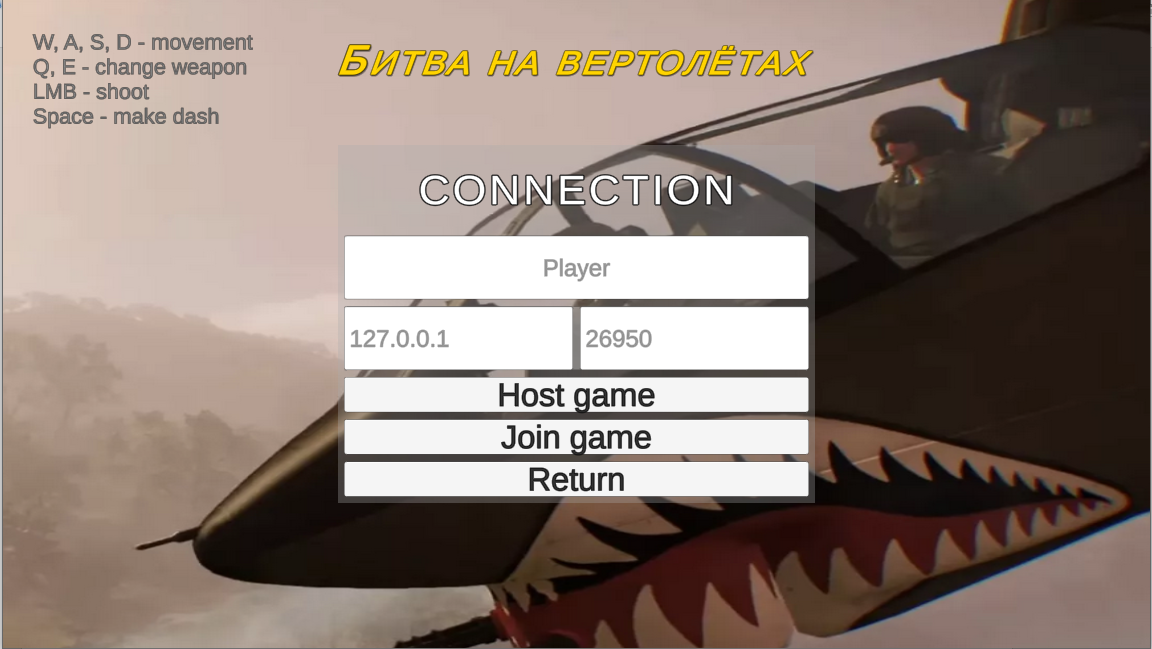 W, A, S, D - movement
Q, E - change weapon
LMB - shoot
Space - make dash
Битва на вертолётах
CONNECTION
Player
127.0.0.1
26950
Host game
Join game
Return